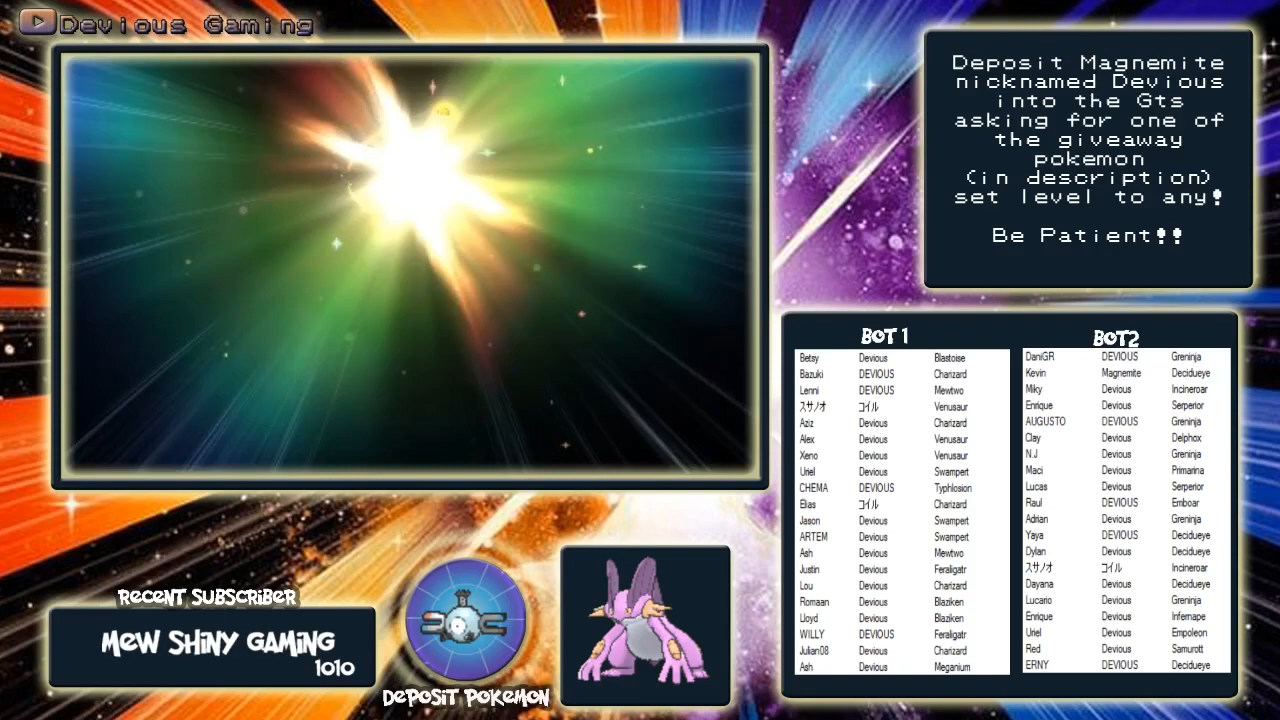 Devious Gaming
Deposit Magnemite
nicknamed Devious
into the Gts
asking for one of
the giveaway
pokemon
(in description)
set level to any!
Be Patient!!
BOT 1
Betsy Devious Blastoise
Bazuki DEVIOUS Charizard
Lenni DEVIOUS Mewtwo
スサノオ コイル Venusaur
Aziz Devious Charizard
Alex Devious Venusaur
Xeno Devious Venusaur
Uriel Devious Swampert
CHEMA DEVIOUS Typhlosion
Elias コイル Charizard
Jason Devious Swampert
ARTEM Devious Swampert
Ash Devious Mewtwo
Justin Devious Feraligatr
Lou Devious Charizard
Romaan Devious Blaziken
Lloyd Devious Blaziken
WILLY DEVIOUS Feraligatr
Julian08 Devious Charizard
Ash Devious Meganium
BOT2
DaniGR DEVIOUS Greninja
Kevin Magnemite Decidueye
Miky Devious Incineroar
Enrique Devious Serperior
AUGUSTO DEVIOUS Greninja
Clay Devious Delphox
N.J Devious Greninja
Maci Devious Primarina
Lucas Devious Serperior
Raul DEVIOUS Emboar
Adrian Devious Greninja
Yaya DEVIOUS Decidueye
Dylan Devious Decidueye
スサノオ コイル Incineroar
Dayana Devious Decidueye
Lucario Devious Greninja
Enrique Devious Infernape
Uriel Devious Empoleon
Red Devious Samurott
ERNY DEVIOUS Decidueye
Recent Subscriber
Mew Shiny Gaming
1010
Deposit Pokemon